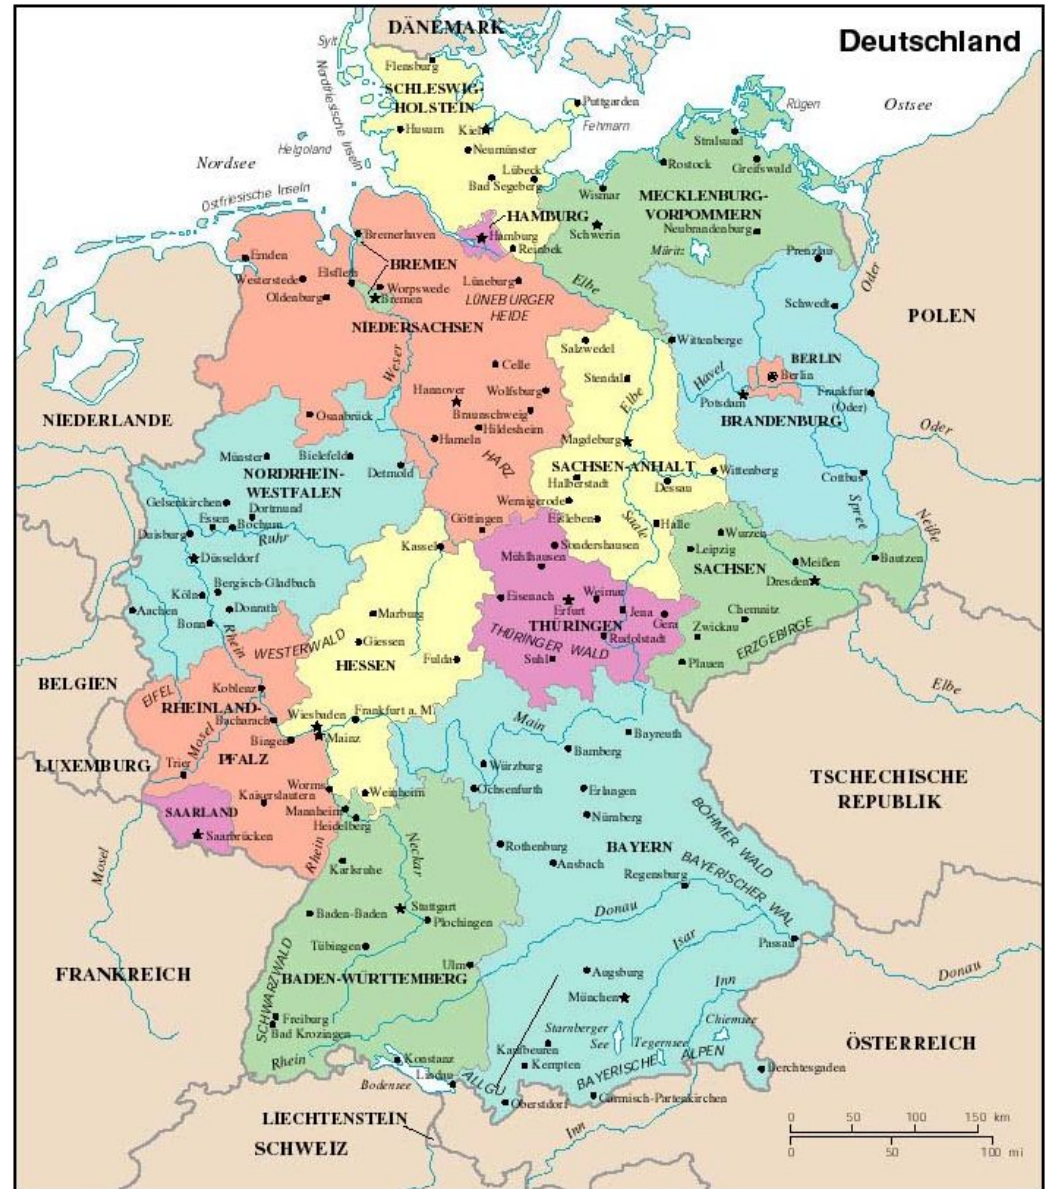 Deutschland
DÄNEMARK
Sylt
Flensburg
Nordfriesische Inseln
SCHLESWIG-
HOLSTEIN
Puttgarden
Rügen
Ostsee
Husum
Kiel
Fehmarn
Stralsund
Helgoland
Neumünster
Nordsee
Rostock
Greifswald
Lübeck
Bad Segeberg
Wismar
MECKLENBURG-
VORPOMMERN
Ostfriesische Inseln
HAMBURG
Hamburg
Schwerin
Neubrandenburg
Bremerhaven
Reinbek
Müritz
Prenzlau
Emden
BREMEN
Elsfleth
Westerstede
Worpswede
Lüneburg
Elbe
Oder
Oldenburg
Bremen
LÜNEBURGER
HEIDE
Schwedt
NIEDERSACHSEN
POLEN
Salzwedel
Wittenberge
Weser
Celle
BERLIN
Berlin
Stendal
Havel
Hannover
Wolfsburg
Elbe
Potsdam
Frankfurt
(Oder)
NIEDERLANDE
Osnabrück
Braunschweig
BRANDENBURG
Hildesheim
Oder
Hameln
Magdeburg
Münster
Bielefeld
HARZ
NORDRHEIN-
WESTFALEN
Detmold
SACHSEN-ANHALT
Wittenberg
Halberstadt
Dessau
Cottbus
Gelsenkirchen
Dortmund
Wernigerode
Spree
Essen
Bochum
Göttingen
Eisleben
Saale
Halle
Neiße
Duisburg
Ruhr
Wurzen
Kassel
Sondershausen
Leipzig
Düsseldorf
Mühlhausen
SACHSEN
Meißen
Bautzen
Dresden
Bergisch-Gladbach
Köln
Eisenach
Weimar
Aachen
Donrath
Marburg
Erfurt
Jena
Gera
Chemnitz
Bonn
THÜRINGEN
Zwickau
Rhein
WESTERWALD
Giessen
THÜRINGER WALD
Rudolstadt
ERZGEBIRGE
HESSEN
Fulda
Suhl
Plauen
BELGIEN
EIFEL
Koblenz
Elbe
RHEINLAND-
PFALZ
Bacharach
Wiesbaden
Frankfurt a. M.
Main
Mosel
Bingen
Mainz
Bayreuth
Bamberg
LUXEMBURG
Trier
Würzburg
TSCHECHISCHE
REPUBLIK
Worms
Weinheim
Ochsenfurth
Erlangen
Kaiserslautern
SAARLAND
Mannheim
Heidelberg
Nürnberg
BÖHMER WALD
Saarbrücken
Neckar
Rothenburg
BAYERN
Mosel
Rhein
Karlsruhe
Ansbach
BAYERISCHER WAL
Regensburg
Baden-Baden
Stuttgart
Donau
Plochingen
Isar
Passau
Tübingen
FRANKREICH
Ulm
Donau
BADEN-WÜRTTEMBERG
Augsburg
SCHWARZWALD
München
Inn
Freiburg
Bad Krozingen
Starnberger
See
Chiemsee
Tegernsee
ÖSTERREICH
Kaufbeuren
Rhein
Konstanz
Kempten
BAYERISCHE ALPEN
Derchtesgaden
Lindau
ALLGU
Bodensee
Oberstdorf
Garmisch-Partenkirchen
LIECHTENSTEIN
0 50 100 150 km
Inn
SCHWEIZ
0 50 100 mi